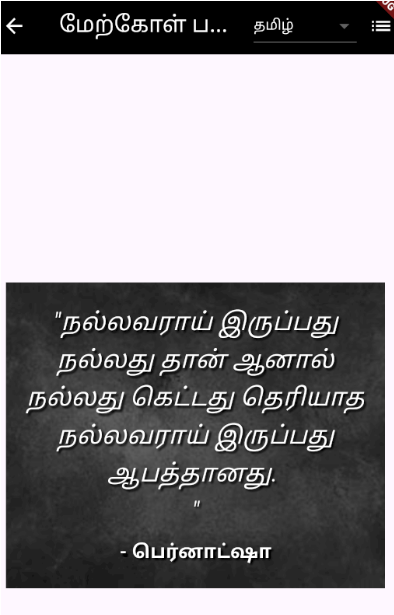 மேற்கோள் ப...
தமிழ்
"நல்லவராய் இருப்பது
நல்லது தான் ஆனால்
நல்லது கெட்டது தெரியாத
நல்லவராய் இருப்பது
ஆபத்தானது.
"
- பெர்னாட்ஷா